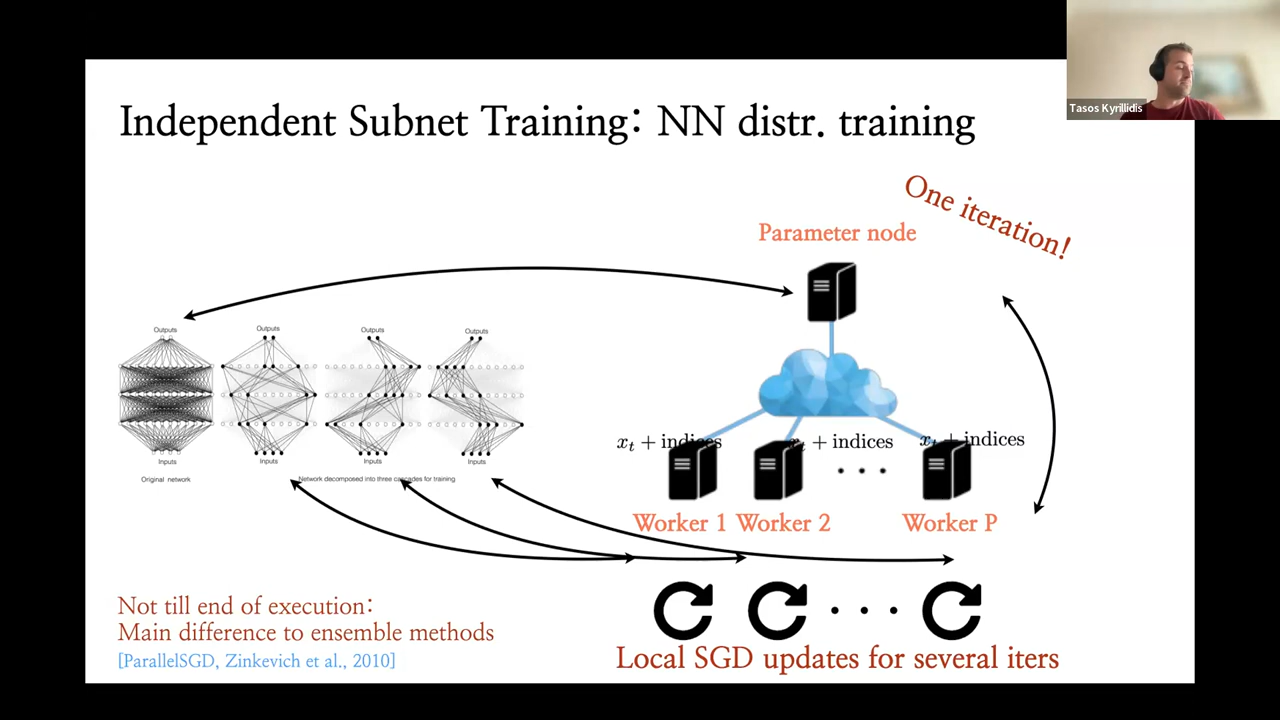 Tasos Kyrillidis
Independent Subnet Training: NN distr. training
One iteration!
Parameter node
Outputs
Outputs
Outputs
Outputs
Inputs
Inputs
Inputs
Inputs
Original network
Network decomposed into three cascades for training
x_t + indices
x_t + indices
x_t + indices
Worker 1
Worker 2
Worker P
Not till end of execution:
Main difference to ensemble methods
[ParallelSGD, Zinkevich et al., 2010]
Local SGD updates for several iters